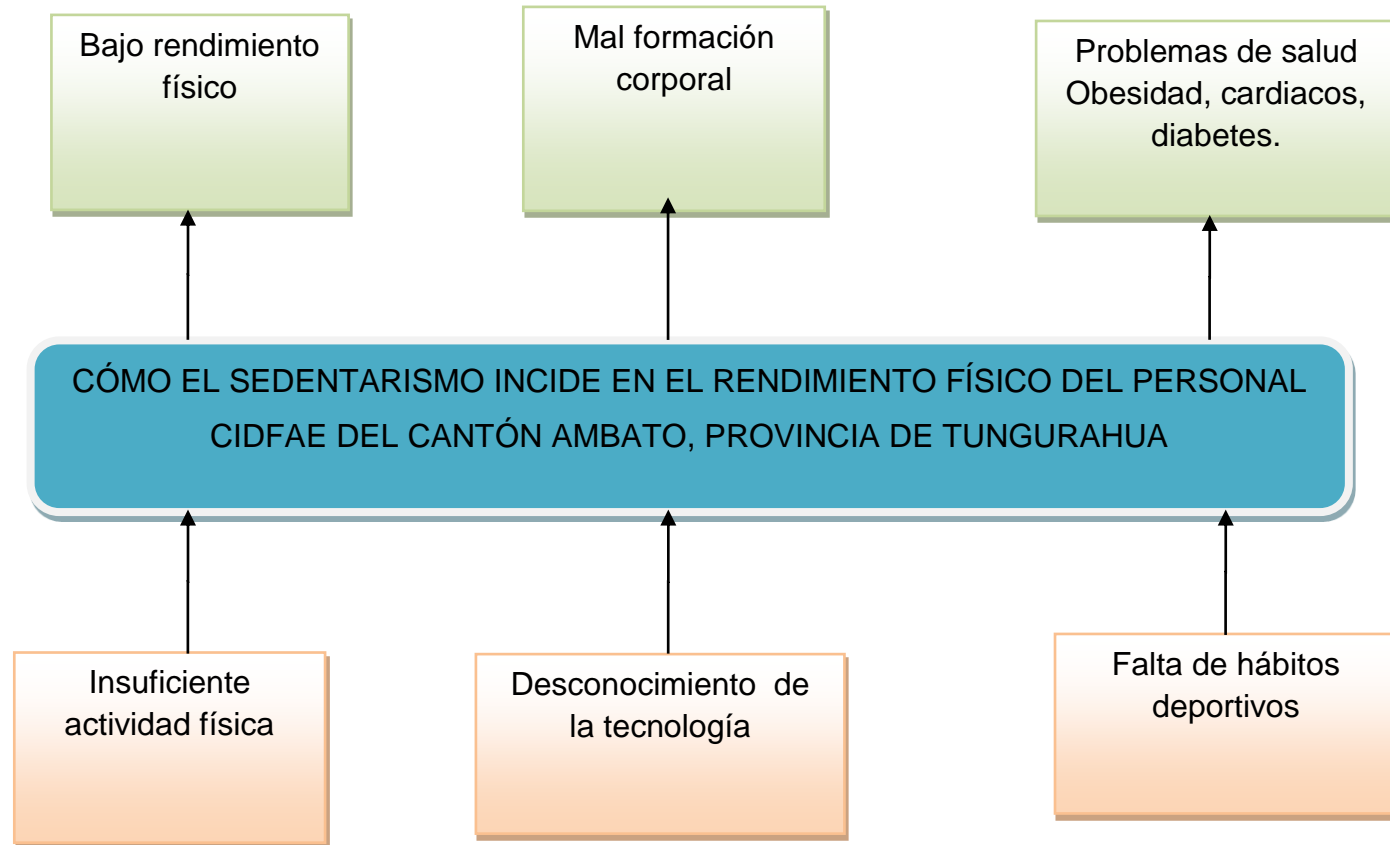 Bajo rendimiento
físico
Mal formación
corporal
Problemas de salud
Obesidad, cardiacos,
diabetes.
CÓMO EL SEDENTARISMO INCIDE EN EL RENDIMIENTO FÍSICO DEL PERSONAL
CIDFAE DEL CANTÓN AMBATO, PROVINCIA DE TUNGURAHUA
Insuficiente
actividad física
Desconocimiento de
la tecnología
Falta de hábitos
deportivos